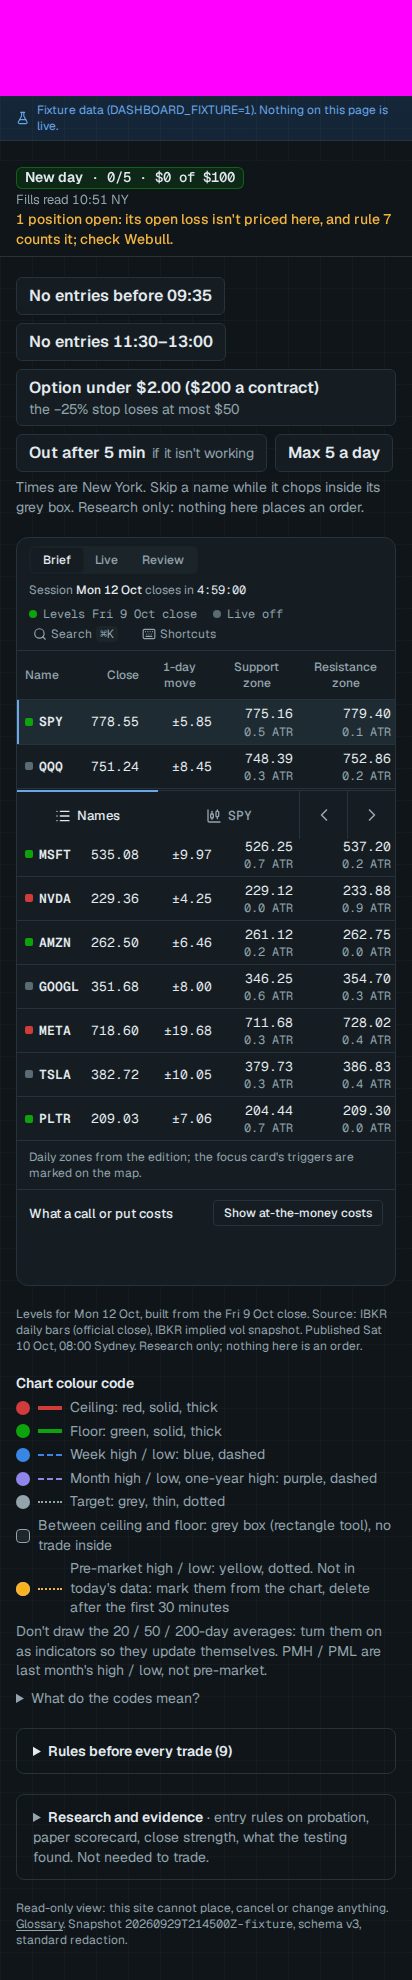 Fixture data (DASHBOARD_FIXTURE=1). Nothing on this page is
live.
New day · 0/5 · $0 of $100
Fills read 10:51 NY
1 position open: its open loss isn't priced here, and rule 7
counts it; check Webull.
No entries before 09:35
No entries 11:30–13:00
Option under $2.00 ($200 a contract)
the −25% stop loses at most $50
Out after 5 min if it isn't working
Max 5 a day
Times are New York. Skip a name while it chops inside its
grey box. Research only: nothing here places an order.
Brief Live Review
Session Mon 12 Oct closes in 4:59:00
Levels Fri 9 Oct close Live off
Search ⌘K Shortcuts
Name Close 1-day move Support zone Resistance zone
SPY 778.55 ±5.85 775.16 779.40
0.5 ATR 0.1 ATR
QQQ 751.24 ±8.45 748.39 752.86
0.3 ATR 0.2 ATR
Names SPY
MSFT 535.08 ±9.97 526.25 537.20
0.7 ATR 0.2 ATR
NVDA 229.36 ±4.25 229.12 233.88
0.0 ATR 0.9 ATR
AMZN 262.50 ±6.46 261.12 262.75
0.2 ATR 0.0 ATR
GOOGL 351.68 ±8.00 346.25 354.70
0.6 ATR 0.3 ATR
META 718.60 ±19.68 711.68 728.02
0.3 ATR 0.4 ATR
TSLA 382.72 ±10.05 379.73 386.83
0.3 ATR 0.4 ATR
PLTR 209.03 ±7.06 204.44 209.30
0.7 ATR 0.0 ATR
Daily zones from the edition; the focus card's triggers are
marked on the map.
What a call or put costs Show at-the-money costs
Levels for Mon 12 Oct, built from the Fri 9 Oct close. Source: IBKR
daily bars (official close), IBKR implied vol snapshot. Published Sat
10 Oct, 08:00 Sydney. Research only; nothing here is an order.
Chart colour code
Ceiling: red, solid, thick
Floor: green, solid, thick
Week high / low: blue, dashed
Month high / low, one-year high: purple, dashed
Target: grey, thin, dotted
Between ceiling and floor: grey box (rectangle tool), no
trade inside
Pre-market high / low: yellow, dotted. Not in
today's data: mark them from the chart, delete
after the first 30 minutes
Don't draw the 20 / 50 / 200-day averages: turn them on
as indicators so they update themselves. PMH / PML are
last month's high / low, not pre-market.
What do the codes mean?
Rules before every trade (9)
Research and evidence · entry rules on probation,
paper scorecard, close strength, what the testing
found. Not needed to trade.
Read-only view: this site cannot place, cancel or change anything.
Glossary. Snapshot 20260929T214500Z-fixture, schema v3,
standard redaction.